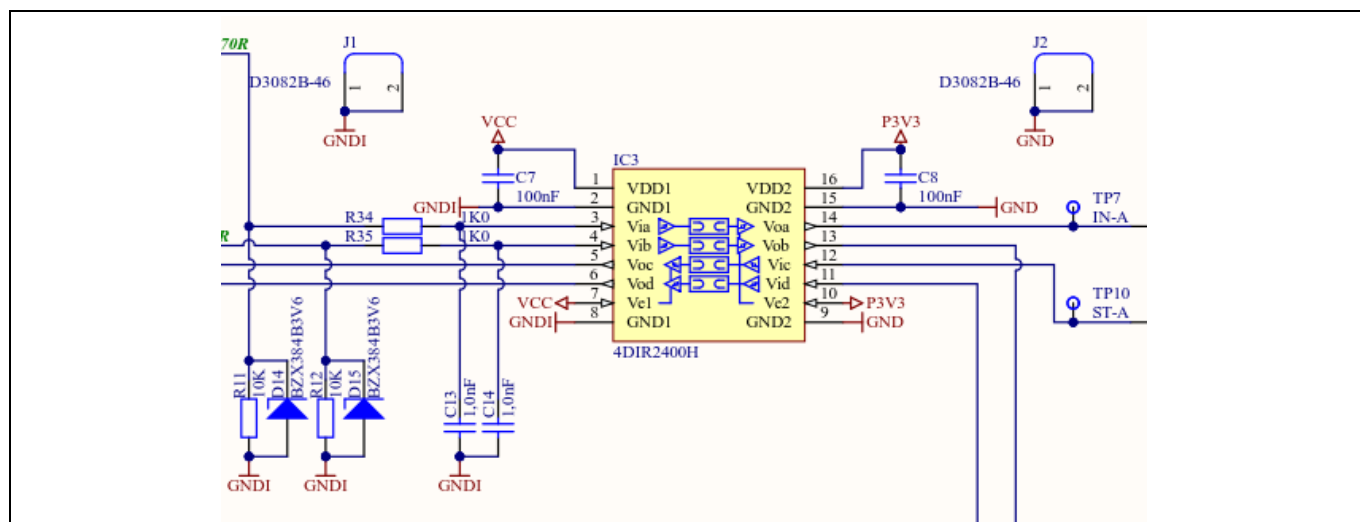 70R
J1
D3082B-46
1
2
GNDI
J2
D3082B-46
1
2
GND
VCC
C7
100nF
GNDI
P3V3
C8
100nF
GND
IC3
1 VDD1 VDD2 16
2 GND1 GND2 15
3 Via Voa 14
4 Vib Vob 13
5 Voc Vic 12
6 Vod Vid 11
VCC 7 Ve1 Ve2 10 P3V3
GNDI 8 GND1 GND2 9 GND
4DIR2400H
R34 1K0
R35 1K0
R
TP7
IN-A
TP10
ST-A
R11
10K
D14
BZX384B3V6
R12
10K
D15
BZX384B3V6
C13
1,0nF
C14
1,0nF
GNDI
GNDI
GNDI